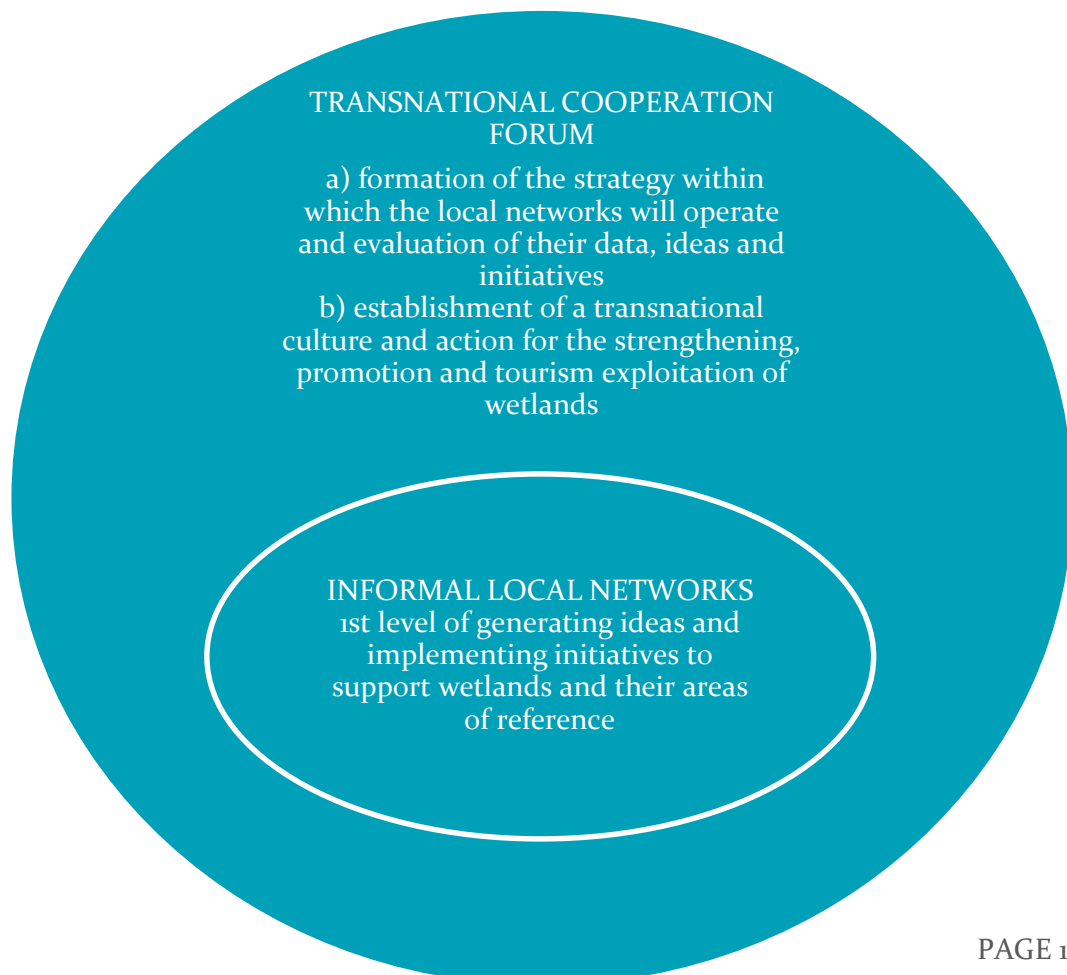 TRANSNATIONAL COOPERATION
FORUM
a) formation of the strategy within
which the local networks will operate
and evaluation of their data, ideas and
initiatives
b) establishment of a transnational
culture and action for the strengthening,
promotion and tourism exploitation of
wetlands
INFORMAL LOCAL NETWORKS
1st level of generating ideas and
implementing initiatives to
support wetlands and their areas
of reference
PAGE 1